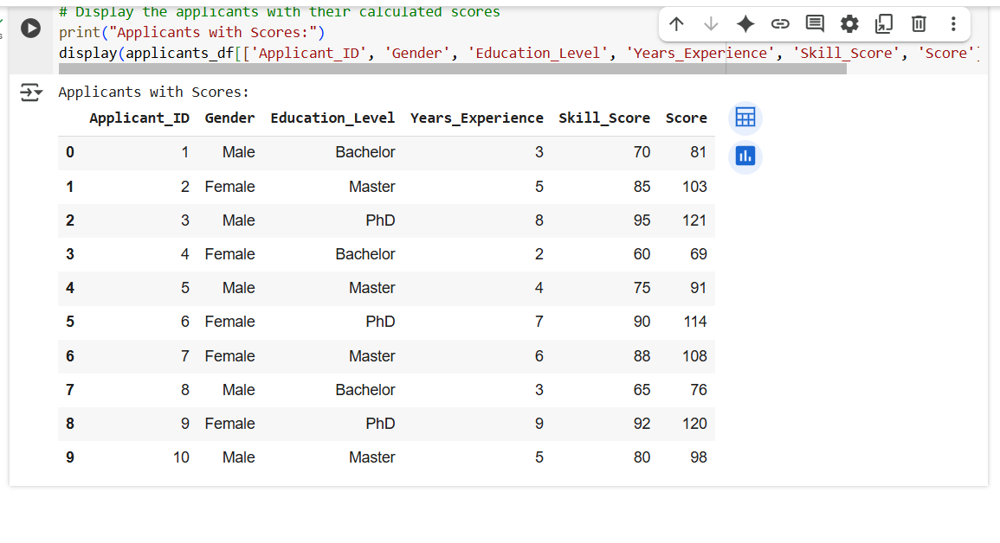 # Display the applicants with their calculated scores
print("Applicants with Scores:")
display(applicants_df[['Applicant_ID', 'Gender', 'Education_Level', 'Years_Experience', 'Skill_Score', 'Score']
Applicants with Scores:
Applicant_ID Gender Education_Level Years_Experience Skill_Score Score
0 1 Male Bachelor 3 70 81
1 2 Female Master 5 85 103
2 3 Male PhD 8 95 121
3 4 Female Bachelor 2 60 69
4 5 Male Master 4 75 91
5 6 Female PhD 7 90 114
6 7 Female Master 6 88 108
7 8 Male Bachelor 3 65 76
8 9 Female PhD 9 92 120
9 10 Male Master 5 80 98